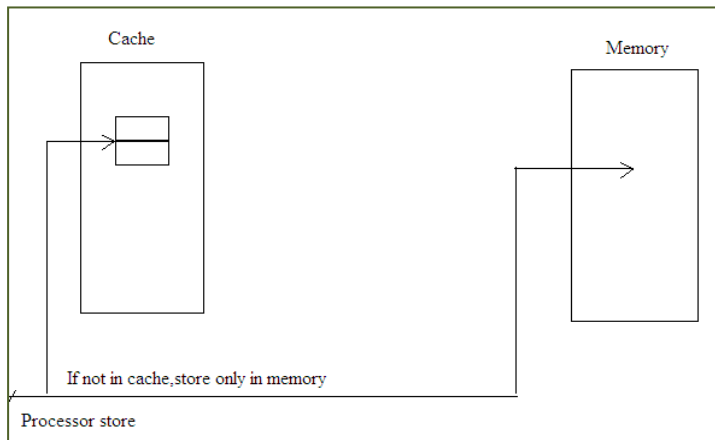 Cache
Memory
If not in cache,store only in memory
Processor store